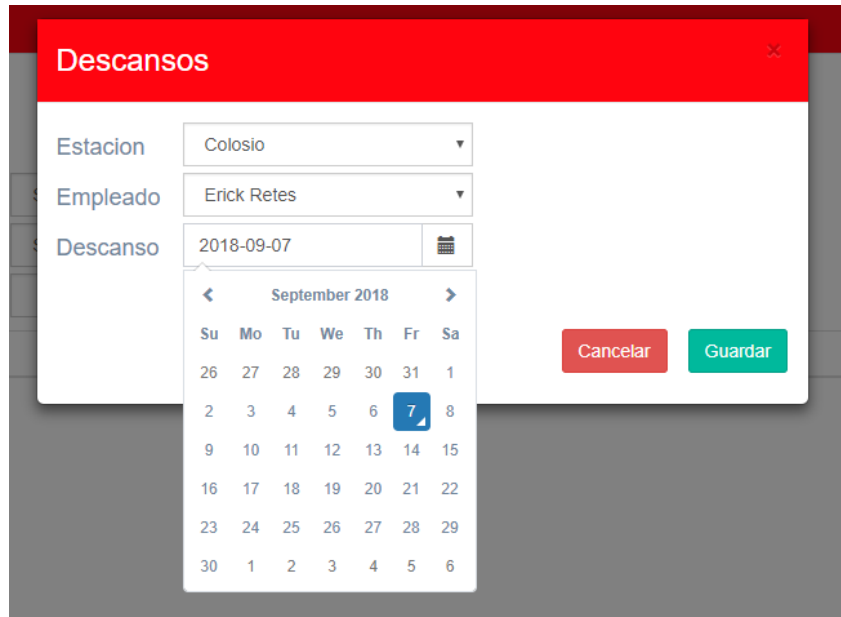 Descansos ×
Estacion Colosio
Empleado Erick Retes
Descanso 2018-09-07
September 2018
Su Mo Tu We Th Fr Sa
26 27 28 29 30 31 1
2 3 4 5 6 7 8
9 10 11 12 13 14 15
16 17 18 19 20 21 22
23 24 25 26 27 28 29
30 1 2 3 4 5 6
Cancelar Guardar